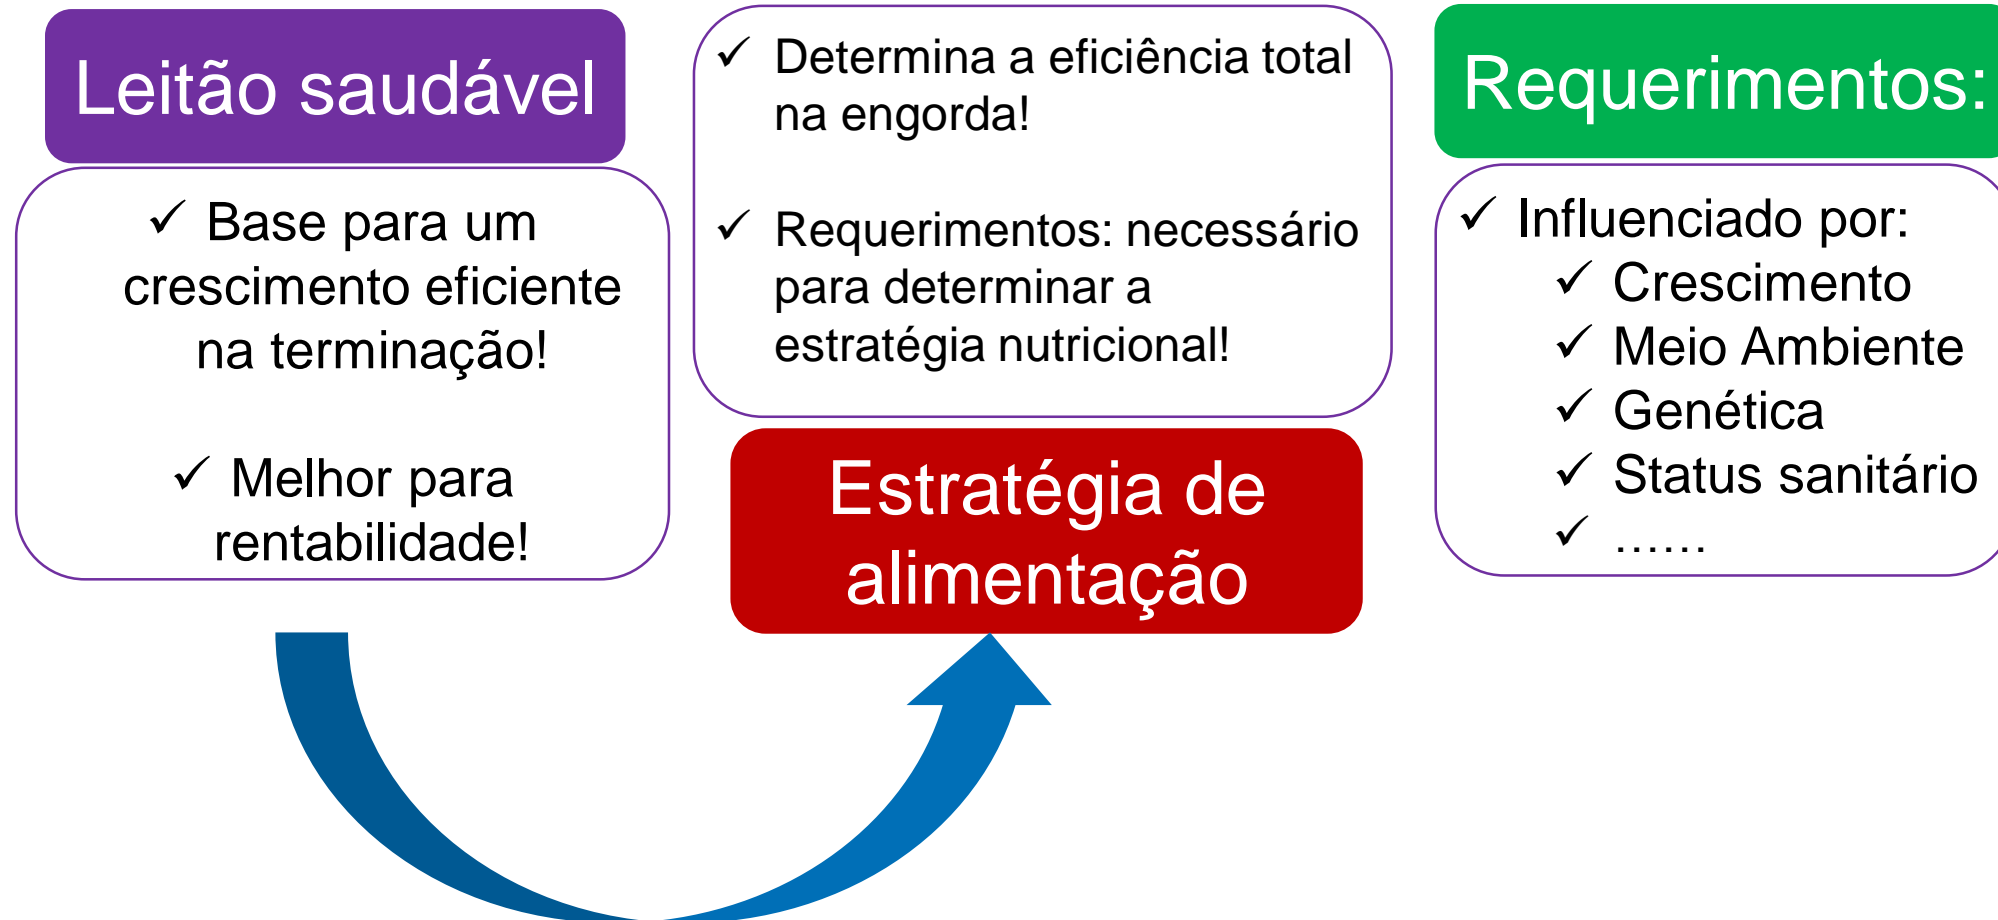 Leitão saudável
✓ Base para um
crescimento eficiente
na terminação!
✓ Melhor para
rentabilidade!
✓ Determina a eficiência total
na engorda!
✓ Requerimentos: necessário
para determinar a
estratégia nutricional!
Estratégia de
alimentação
Requerimentos:
✓ Influenciado por:
✓ Crescimento
✓ Meio Ambiente
✓ Genética
✓ Status sanitário
✓ ……